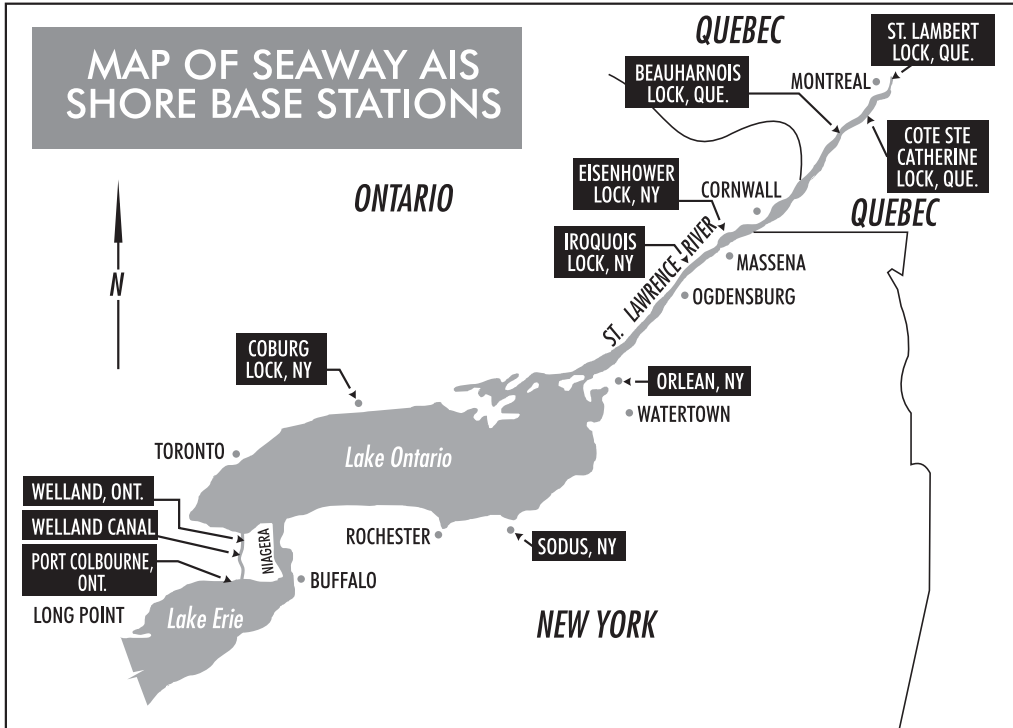 MAP OF SEAWAY AIS
SHORE BASE STATIONS
QUEBEC
ST. LAMBERT
LOCK, QUE.
BEAUHARNOIS
LOCK, QUE.
MONTREAL
COTE STE
CATHERINE
LOCK, QUE.
EISENHOWER
LOCK, NY
CORNWALL
ONTARIO
QUEBEC
IROQUOIS
LOCK, NY
ST. LAWRENCE RIVER
MASSENA
OGDENSBURG
N
COBURG
LOCK, NY
ORLEAN, NY
WATERTOWN
TORONTO
Lake Ontario
WELLAND, ONT.
WELLAND CANAL
PORT COLBOURNE,
ONT.
NIAGERA
ROCHESTER
SODUS, NY
BUFFALO
LONG POINT
Lake Erie
NEW YORK